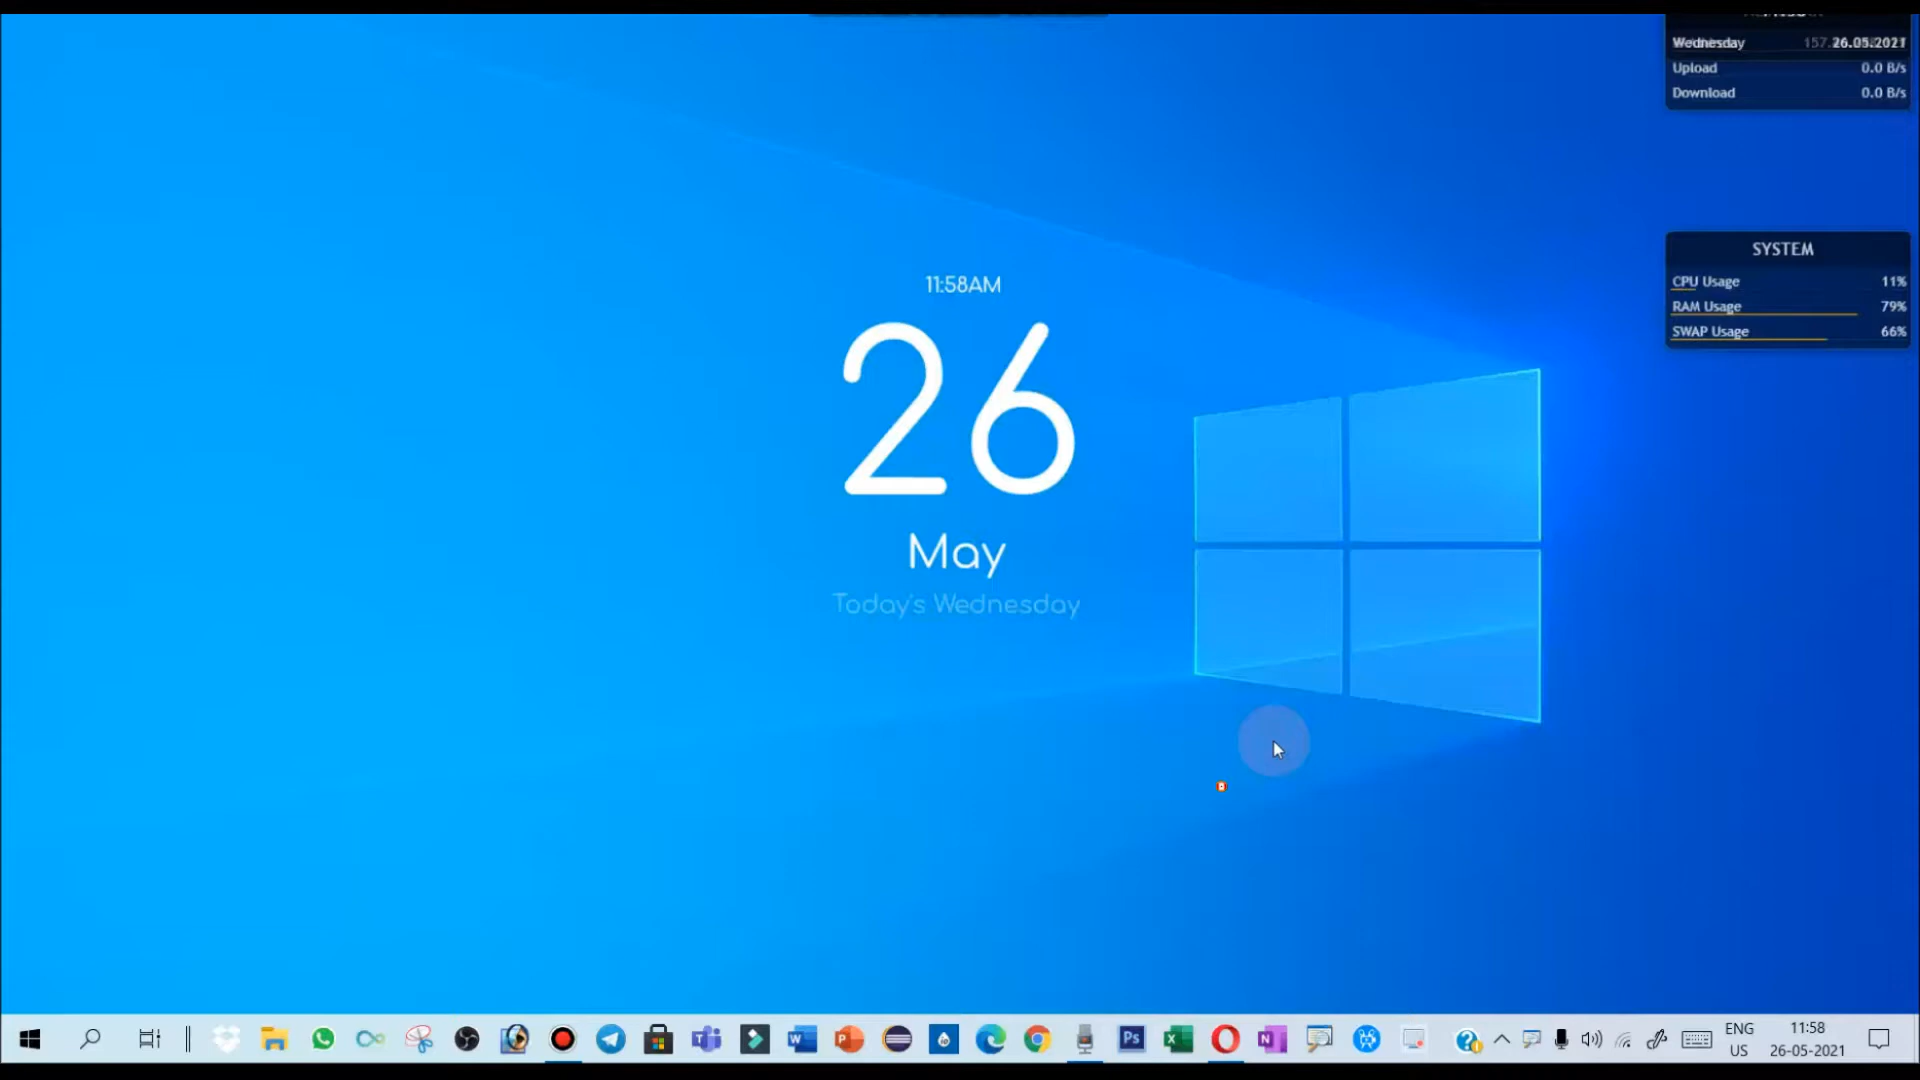 Wednesday 26.05.2021
Upload 0.0 B/s
Download 0.0 B/s
SYSTEM
CPU Usage 11%
RAM Usage 79%
SWAP Usage 66%
11:58AM
26
May
Today's Wednesday
ENG
US
11:58
26-05-2021